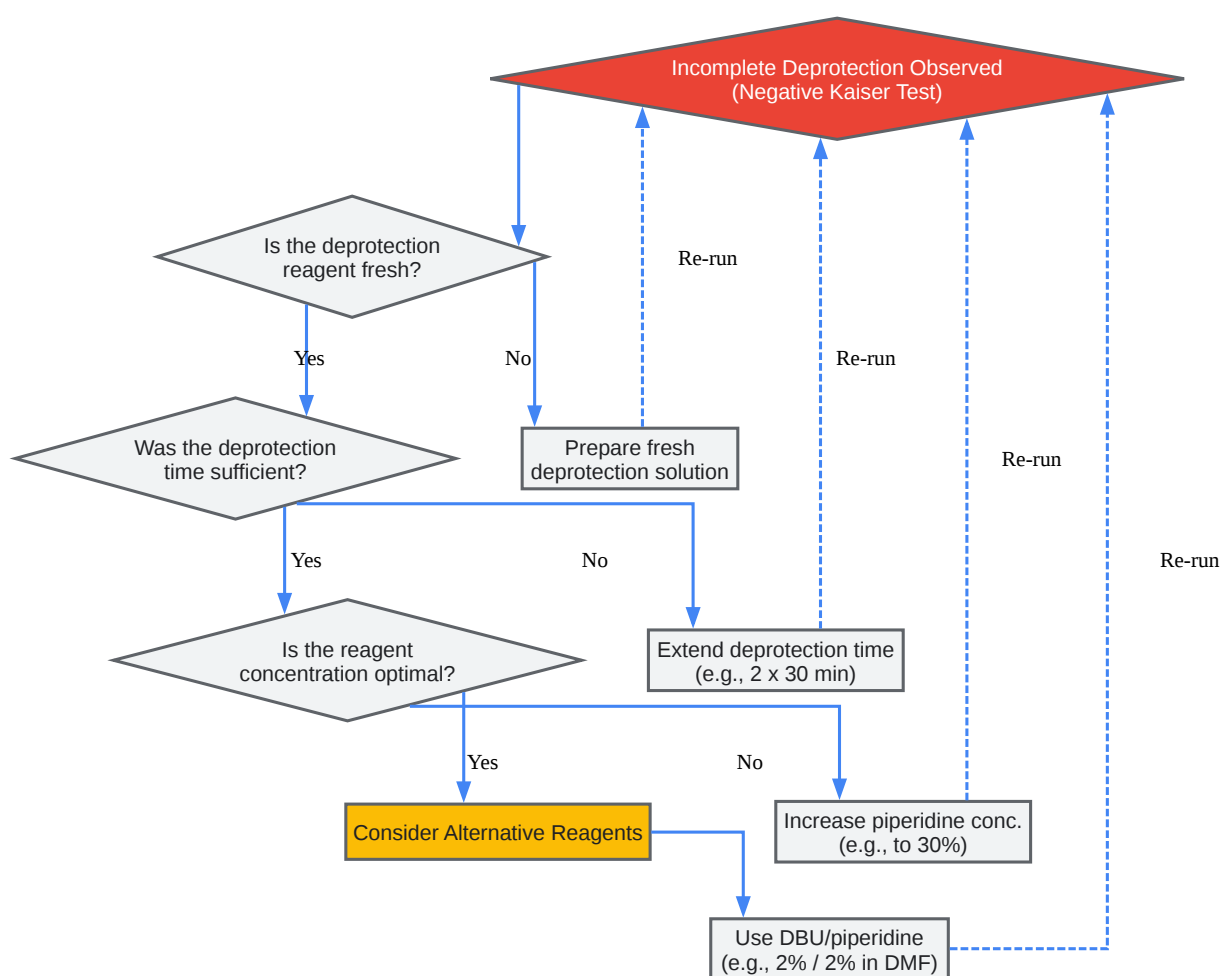 Incomplete Deprotection Observed
(Negative Kaiser Test)
Is the deprotection
reagent fresh?
Re-run
Yes
No
Re-run
Was the deprotection
time sufficient?
Prepare fresh
deprotection solution
Re-run
Yes
No
Re-run
Is the reagent
concentration optimal?
Extend deprotection time
(e.g., 2 x 30 min)
Yes
No
Consider Alternative Reagents
Increase piperidine conc.
(e.g., to 30%)
Use DBU/piperidine
(e.g., 2% / 2% in DMF)